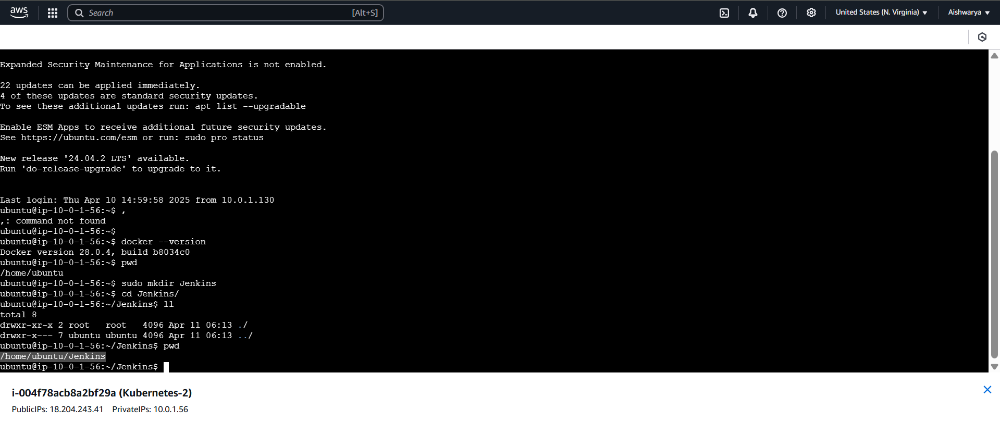 aws
Search [Alt+S]
United States (N. Virginia)
Aishwarya
Expanded Security Maintenance for Applications is not enabled.
22 updates can be applied immediately.
4 of these updates are standard security updates.
To see these additional updates run: apt list --upgradable
Enable ESM Apps to receive additional future security updates.
See https://ubuntu.com/esm or run: sudo pro status
New release '24.04.2 LTS' available.
Run 'do-release-upgrade' to upgrade to it.
Last login: Thu Apr 10 14:59:58 2025 from 10.0.1.130
ubuntu@ip-10-0-1-56:~$ ,
,: command not found
ubuntu@ip-10-0-1-56:~$
ubuntu@ip-10-0-1-56:~$ docker --version
Docker version 28.0.4, build b8034c0
ubuntu@ip-10-0-1-56:~$ pwd
/home/ubuntu
ubuntu@ip-10-0-1-56:~$ sudo mkdir Jenkins
ubuntu@ip-10-0-1-56:~$ cd Jenkins/
ubuntu@ip-10-0-1-56:~/Jenkins$ ll
total 8
drwxr-xr-x 2 root   root   4096 Apr 11 06:13 ./
drwxr-x--- 7 ubuntu ubuntu 4096 Apr 11 06:13 ../
ubuntu@ip-10-0-1-56:~/Jenkins$ pwd
/home/ubuntu/Jenkins
ubuntu@ip-10-0-1-56:~/Jenkins$
i-004f78acb8a2bf29a (Kubernetes-2)
PublicIPs: 18.204.243.41 PrivateIPs: 10.0.1.56